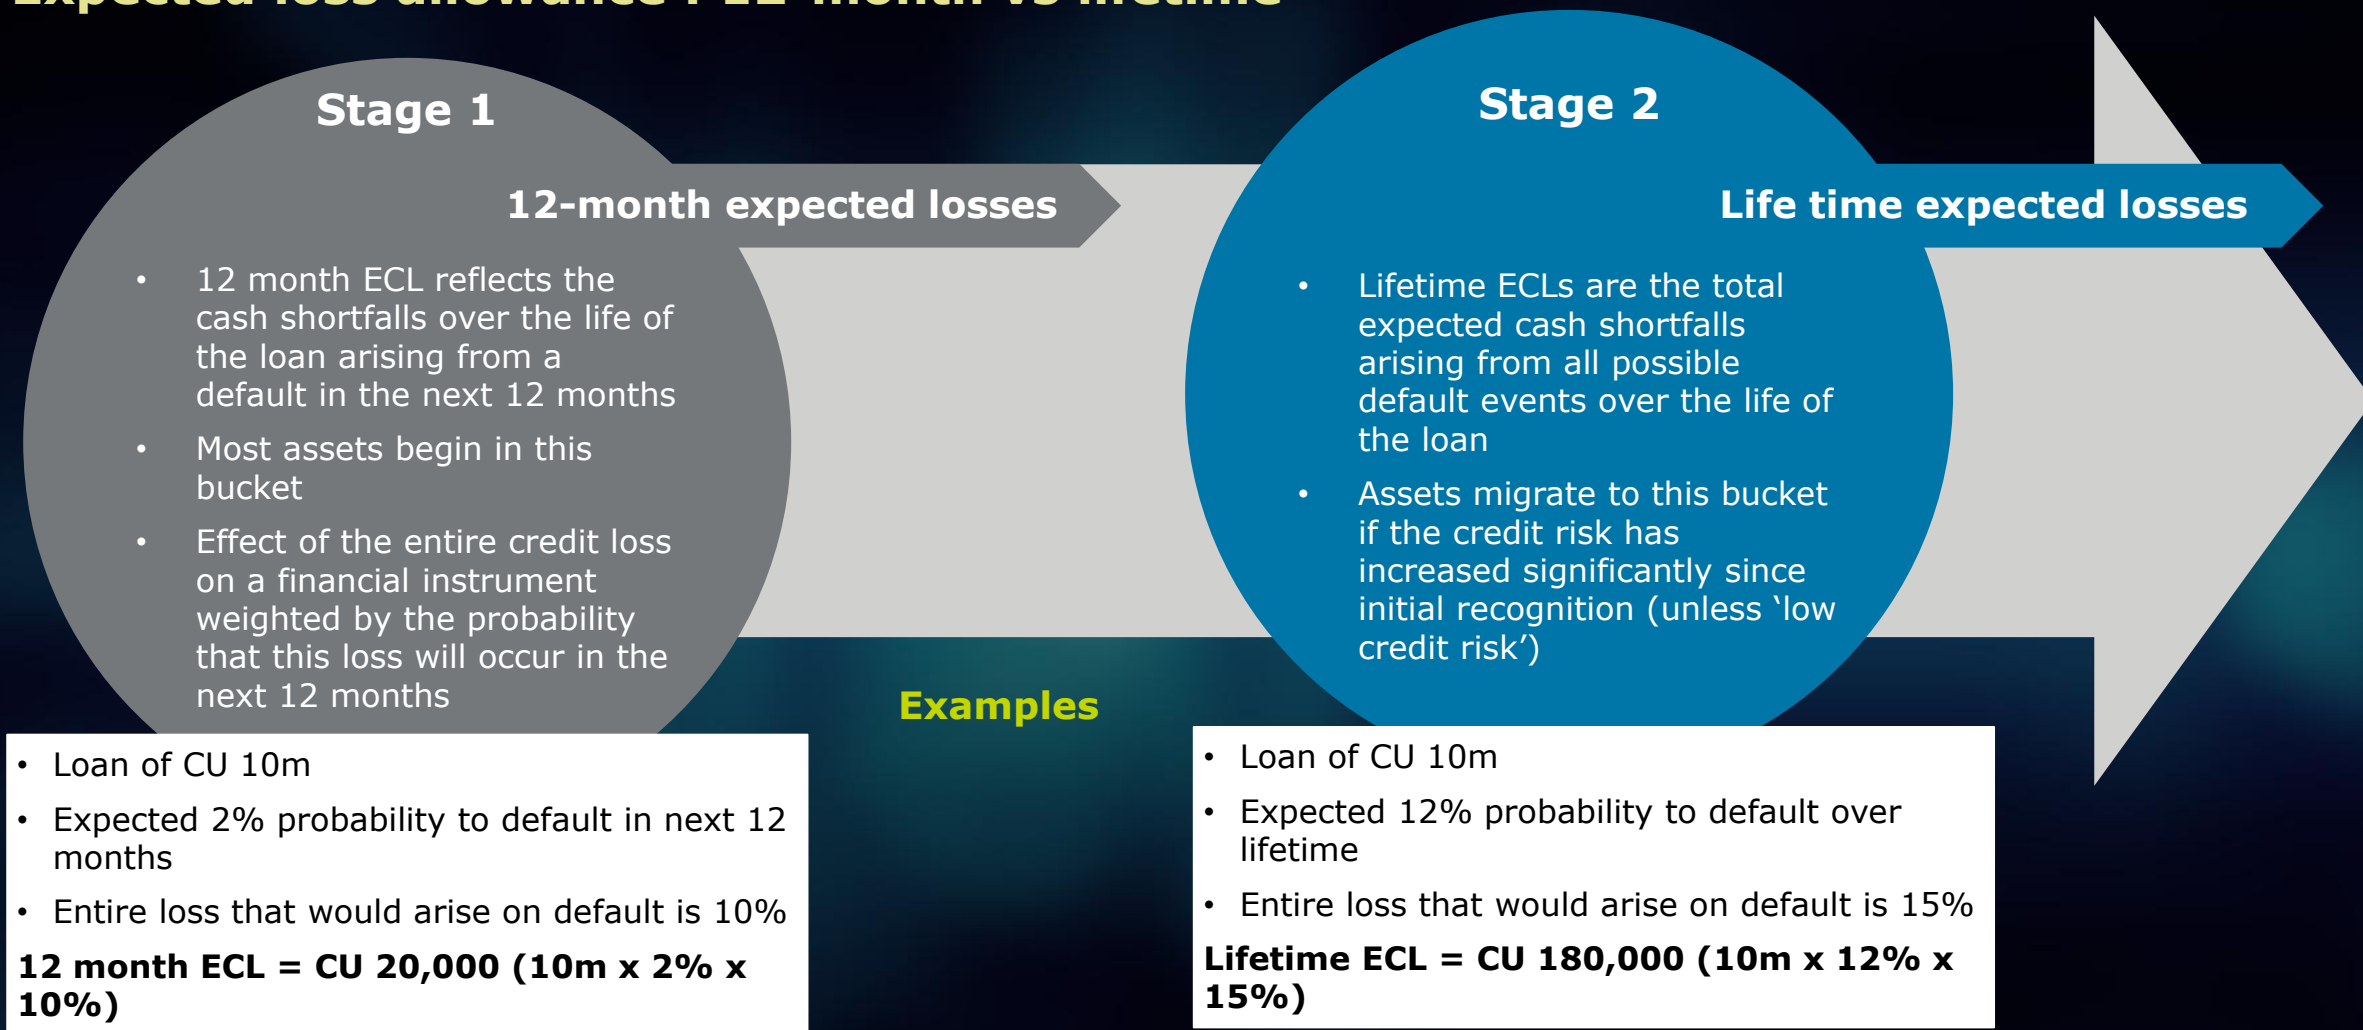 Expected loss allowance : 12-month vs lifetime
Stage 1
12-month expected losses
• 12 month ECL reflects the
cash shortfalls over the life of
the loan arising from a
default in the next 12 months
• Most assets begin in this
bucket
• Effect of the entire credit loss
on a financial instrument
weighted by the probability
that this loss will occur in the
next 12 months
Stage 2
Life time expected losses
• Lifetime ECLs are the total
expected cash shortfalls
arising from all possible
default events over the life of
the loan
• Assets migrate to this bucket
if the credit risk has
increased significantly since
initial recognition (unless ‘low
credit risk’)
Examples
• Loan of CU 10m
• Expected 2% probability to default in next 12
months
• Entire loss that would arise on default is 10%
12 month ECL = CU 20,000 (10m x 2% x
10%)
• Loan of CU 10m
• Expected 12% probability to default over
lifetime
• Entire loss that would arise on default is 15%
Lifetime ECL = CU 180,000 (10m x 12% x
15%)